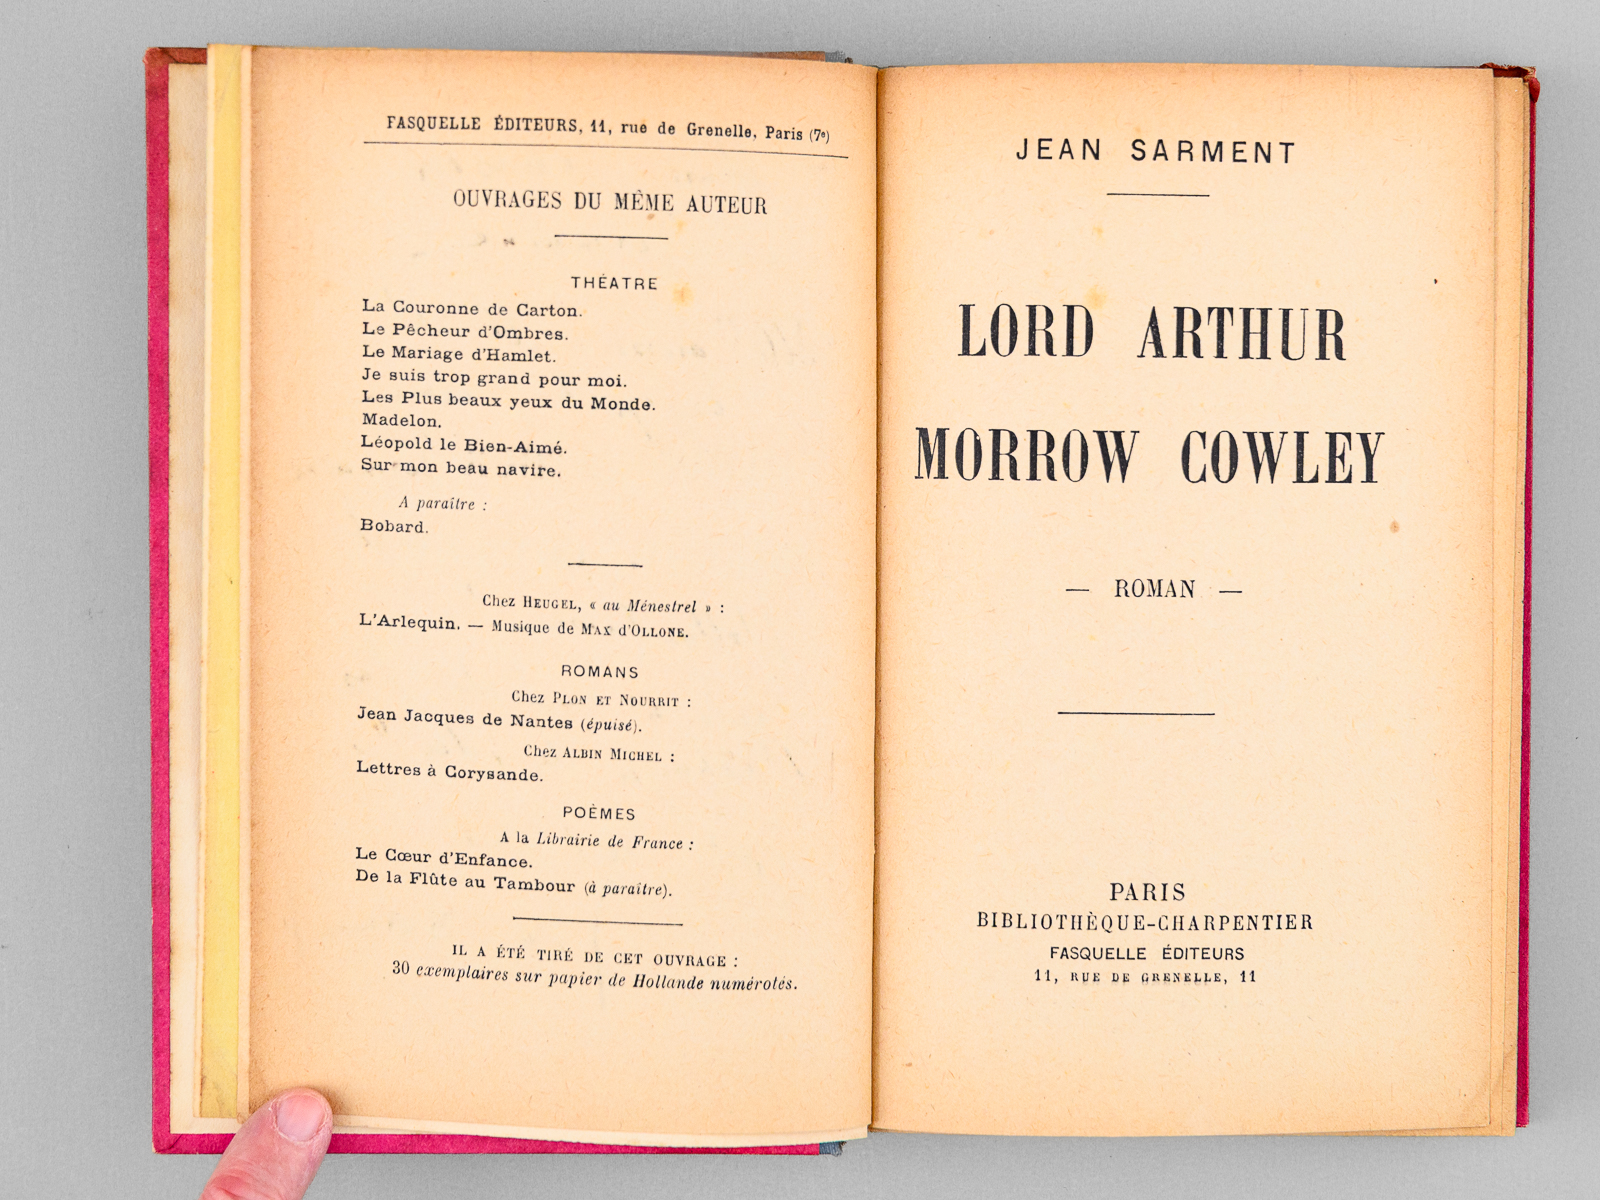 FASQUELLE ÉDITEURS, 11, rue de Grenelle, Paris (7e)
OUVRAGES DU MÊME AUTEUR
THÉATRE
La Couronne de Carton.
Le Pêcheur d'Ombres.
Le Mariage d'Hamlet.
Je suis trop grand pour moi.
Les Plus beaux yeux du Monde.
Madelon.
Léopold le Bien-Aimé.
Sur mon beau navire.
A paraître :
Bobard.
Chez HEUGEL, « au Ménestrel » :
L'Arlequin. — Musique de MAX d'OLLONE.
ROMANS
Chez PLON ET NOURRIT :
Jean Jacques de Nantes (épuisé).
Chez ALBIN MICHEL :
Lettres à Corysande.
POÈMES
A la Librairie de France :
Le Cœur d'Enfance.
De la Flûte au Tambour (à paraître).
IL A ÉTÉ TIRÉ DE CET OUVRAGE :
30 exemplaires sur papier de Hollande numérotés.
JEAN SARMENT
LORD ARTHUR
MORROW COWLEY
— ROMAN —
PARIS
BIBLIOTHÈQUE-CHARPENTIER
FASQUELLE ÉDITEURS
11, RUE DE GRENELLE, 11